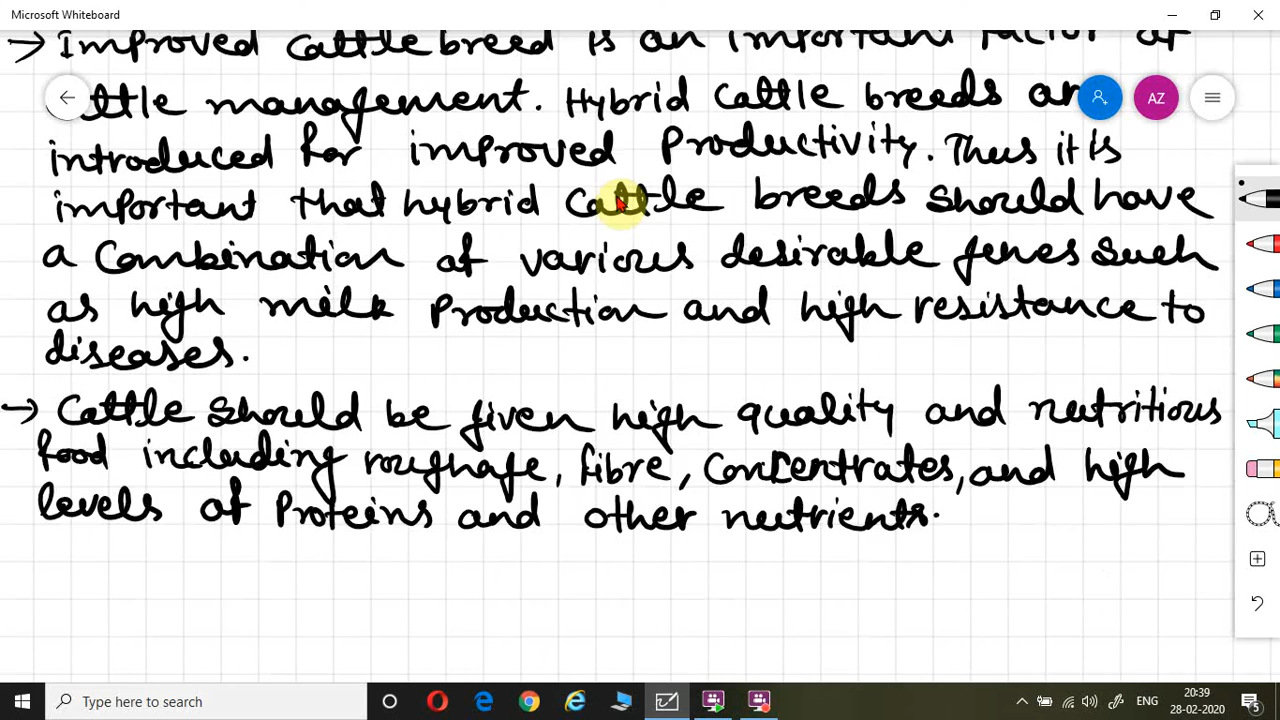 Microsoft Whiteboard
→ Improved cattle breed is an important factor of
ttle management. Hybrid cattle breeds ar
AZ
introduced for improved Productivity. Thus it is
important that hybrid cattle breeds should have
a combination of various desirable genes such
as high milk production and high resistance to
diseases.
→ Cattle should be given high quality and nutritious
food including roughage, fibre, concentrates, and high
levels of Proteins and other nutrients.
Type here to search
ENG
20:39
28-02-2020
5